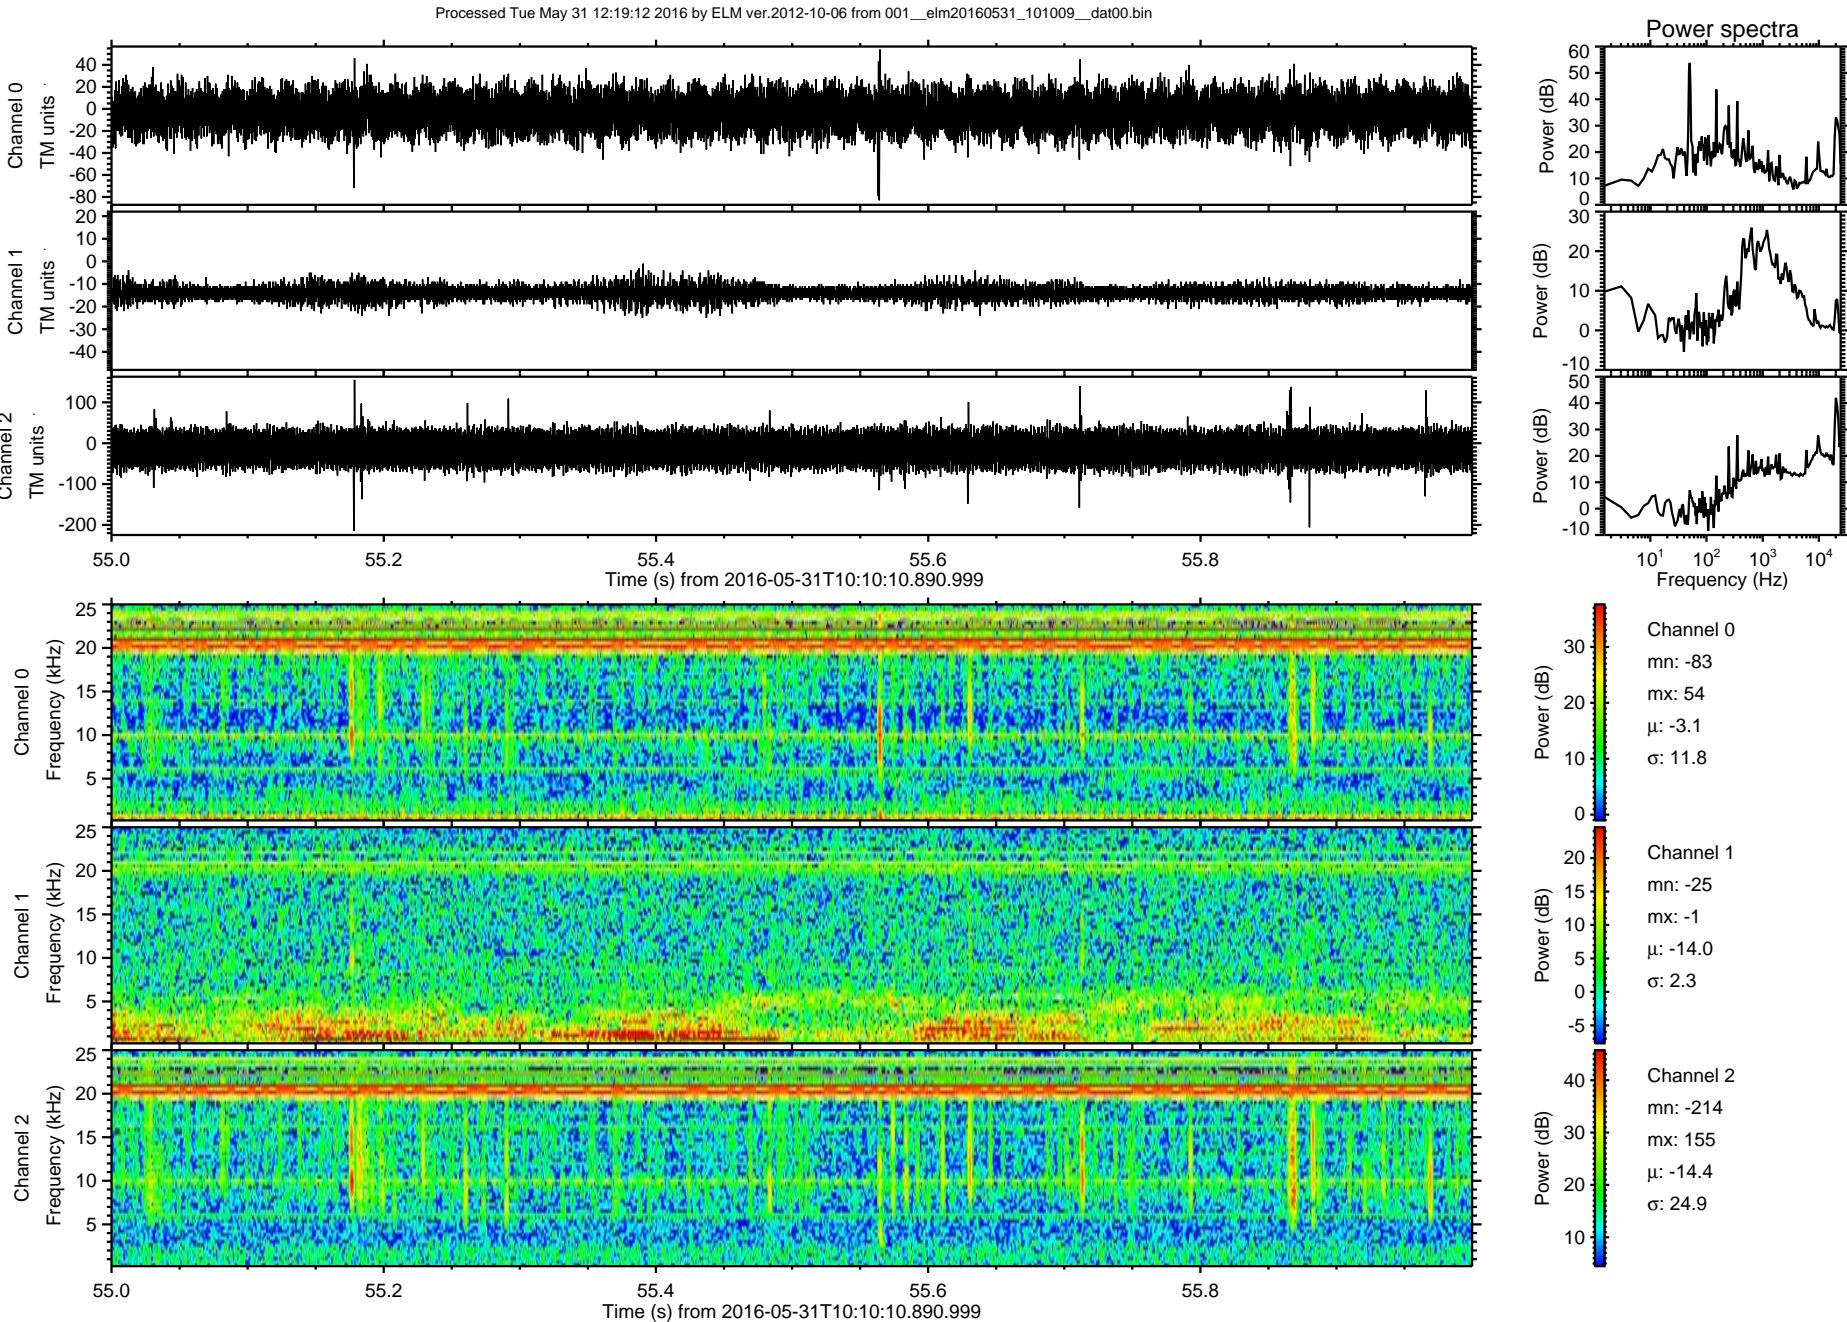 Processed Tue May 31 12:19:12 2016 by ELM ver.2012-10-06 from 001__elm20160531_101009__dat00.bin
Power spectra
Channel 0
TM units
40
20
0
-20
-40
-60
-80
Power (dB)
60
50
40
30
20
10
0
Channel 1
TM units
20
10
0
-10
-20
-30
-40
Power (dB)
30
20
10
0
-10
Channel 2
TM units
100
0
-100
-200
Power (dB)
50
40
30
20
10
0
-10
55.0 55.2 55.4 55.6 55.8
Time (s) from 2016-05-31T10:10:10.890.999
10¹ 10² 10³ 10⁴
Frequency (Hz)
Channel 0
Frequency (kHz)
25
20
15
10
5
Power (dB)
30
20
10
0
Channel 0
mn: -83
mx: 54
μ: -3.1
σ: 11.8
Channel 1
Frequency (kHz)
25
20
15
10
5
Power (dB)
20
15
10
5
0
-5
Channel 1
mn: -25
mx: -1
μ: -14.0
σ: 2.3
Channel 2
Frequency (kHz)
25
20
15
10
5
Power (dB)
40
30
20
10
Channel 2
mn: -214
mx: 155
μ: -14.4
σ: 24.9
55.0 55.2 55.4 55.6 55.8
Time (s) from 2016-05-31T10:10:10.890.999